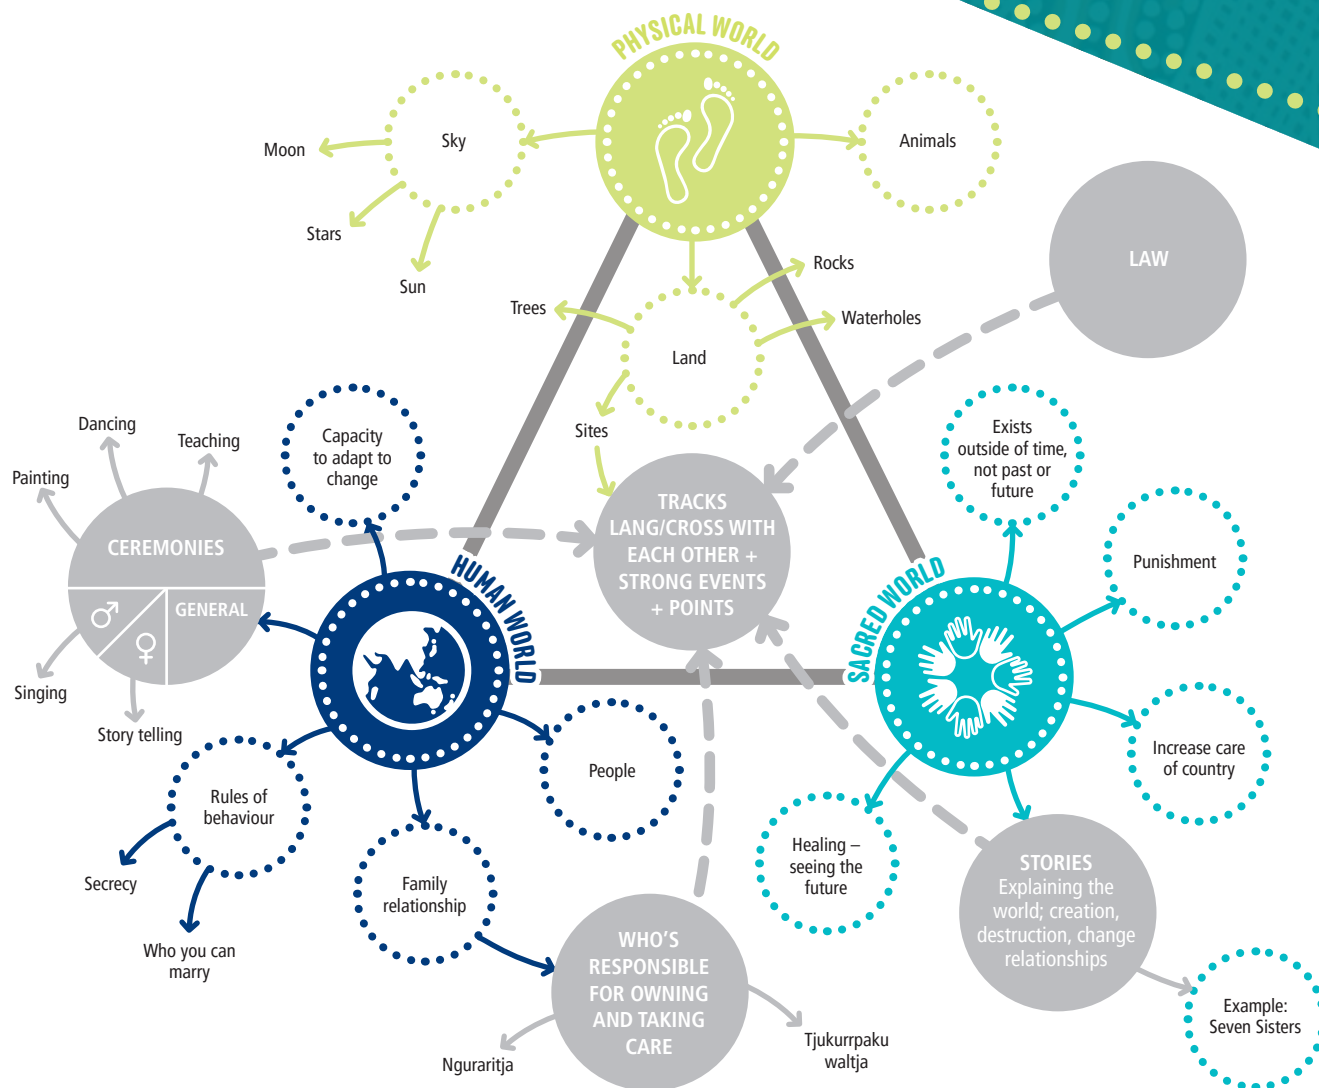 PHYSICAL WORLD
Sky
Moon
Stars
Sun
Animals
Land
Trees
Rocks
Waterholes
Sites
LAW
TRACKS
LANG/CROSS WITH
EACH OTHER +
STRONG EVENTS
+ POINTS
HUMAN WORLD
Capacity
to adapt to
change
CEREMONIES
GENERAL
Dancing
Teaching
Painting
Singing
Story telling
Rules of
behaviour
Secrecy
Who you can
marry
Family
relationship
People
WHO'S
RESPONSIBLE
FOR OWNING
AND TAKING
CARE
Nguraritja
Tjukurrpaku
waltja
SACRED WORLD
Exists
outside of time,
not past or
future
Punishment
Increase care
of country
Healing –
seeing the
future
STORIES
Explaining the
world; creation,
destruction, change
relationships
Example:
Seven Sisters